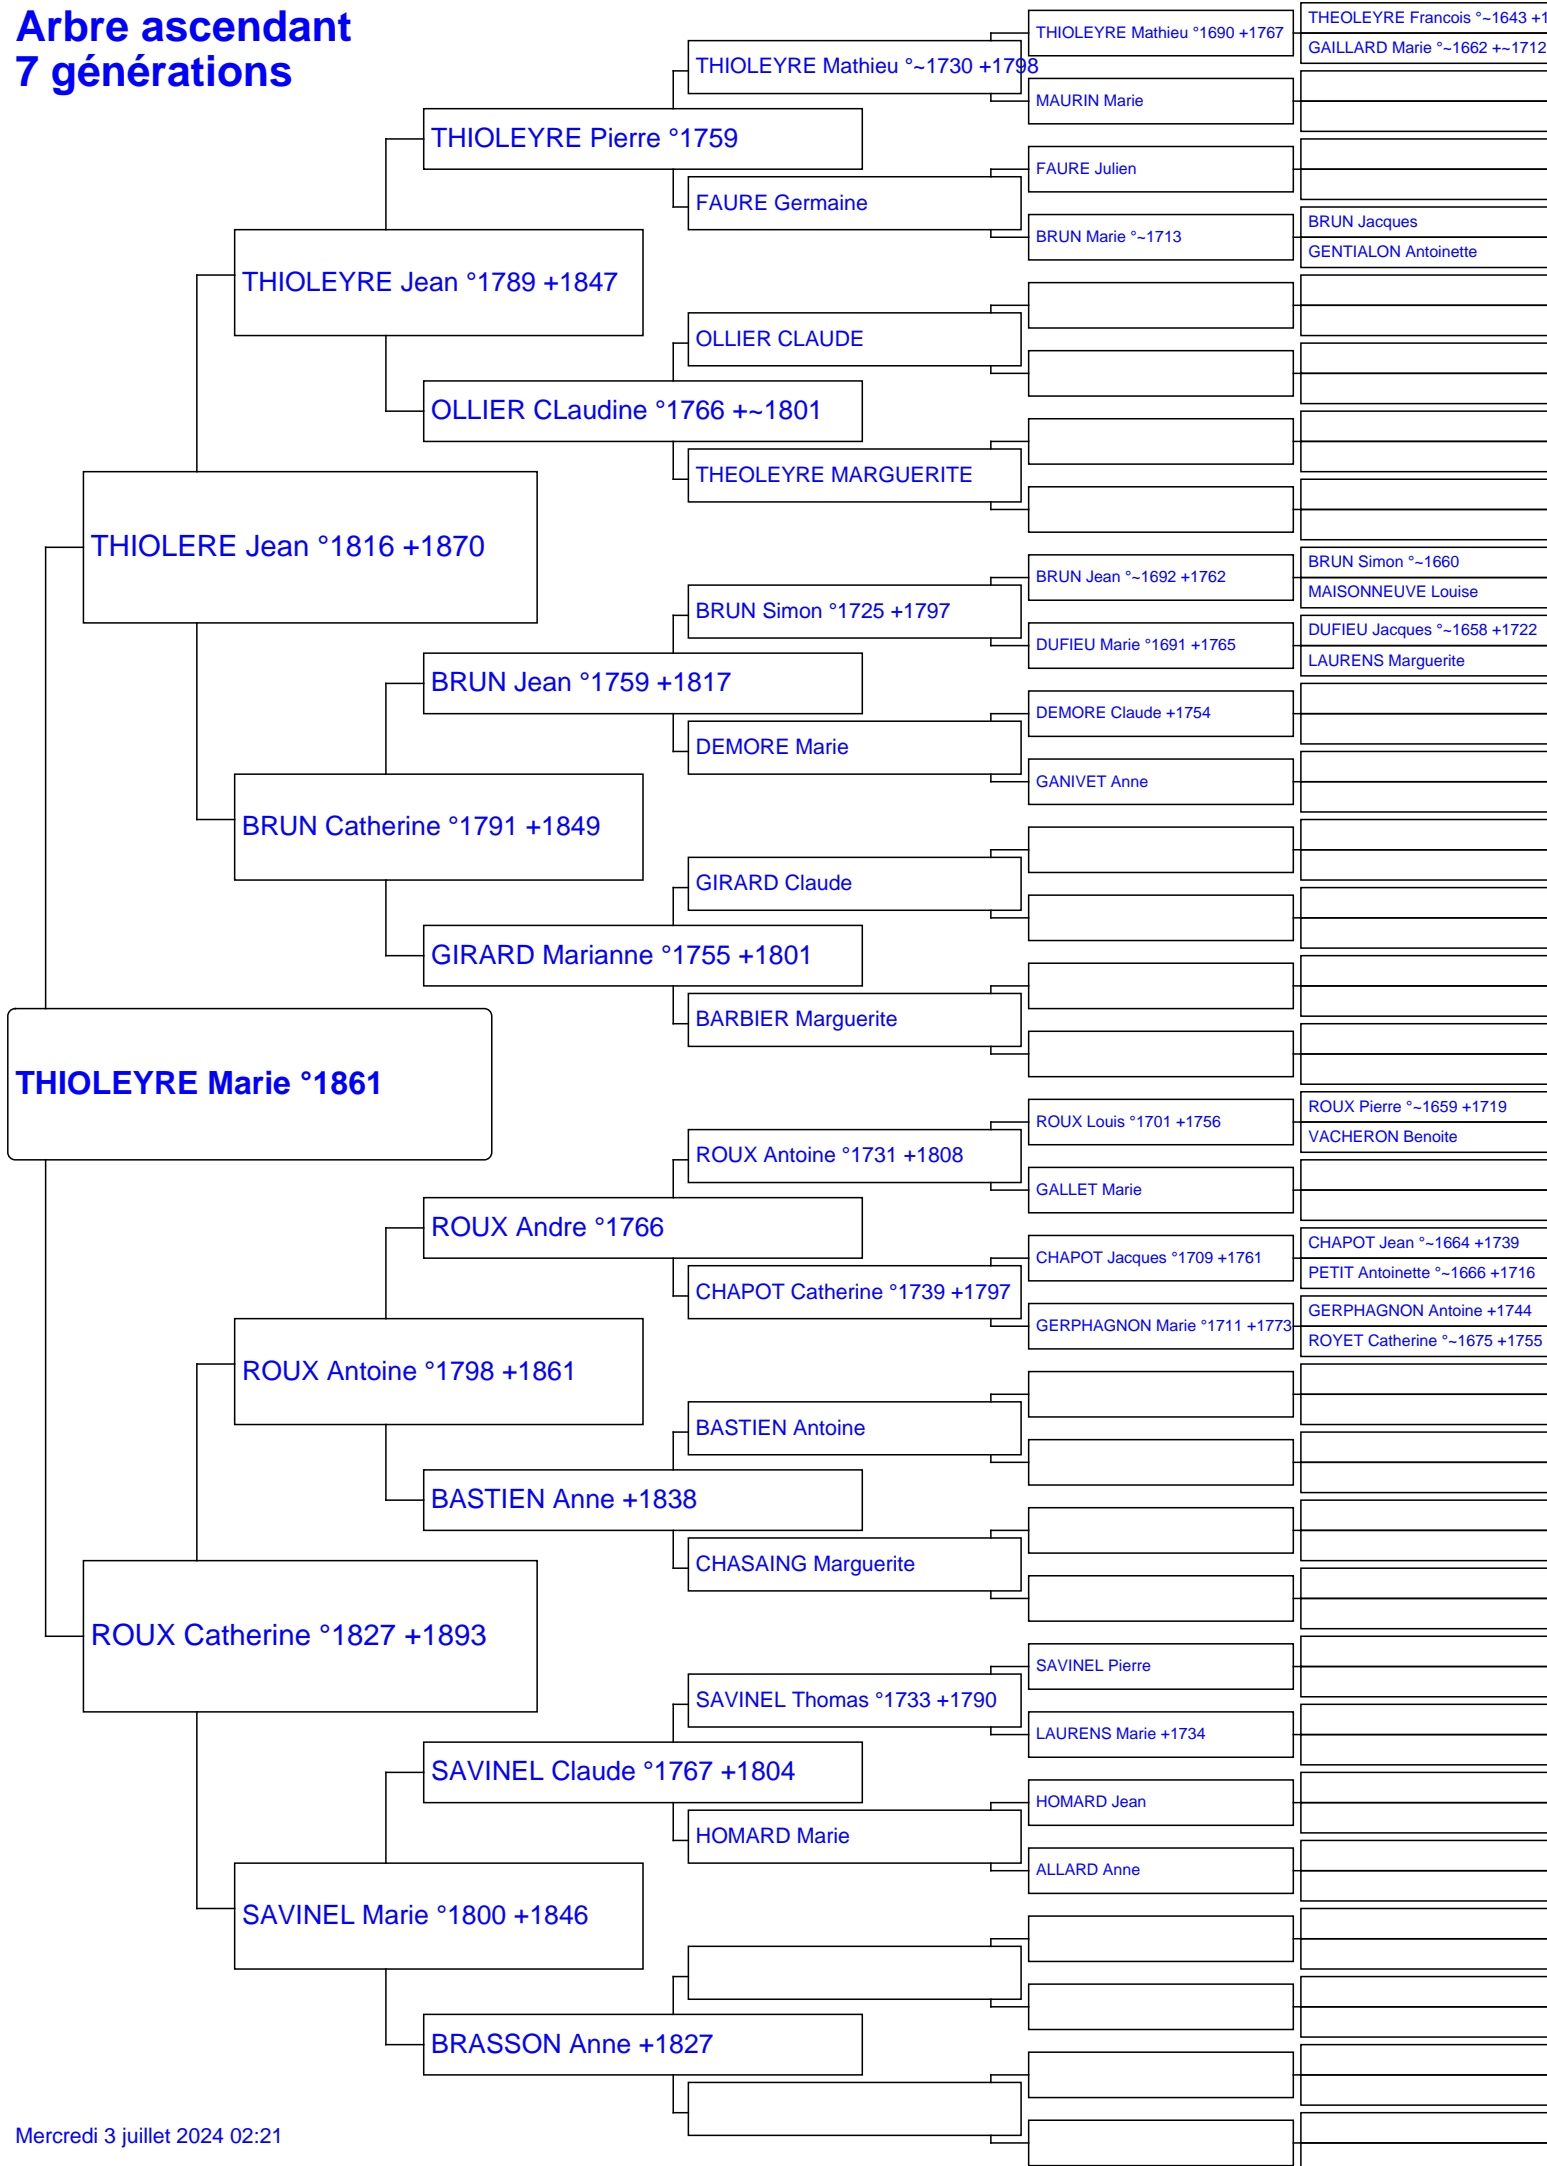 Arbre ascendant
7 générations
THIOLEYRE Marie °1861
THIOLERE Jean °1816 +1870
ROUX Catherine °1827 +1893
THIOLEYRE Jean °1789 +1847
BRUN Catherine °1791 +1849
ROUX Antoine °1798 +1861
SAVINEL Marie °1800 +1846
THIOLEYRE Pierre °1759
OLLIER CLaudine °1766 +~1801
BRUN Jean °1759 +1817
GIRARD Marianne °1755 +1801
ROUX Andre °1766
BASTIEN Anne +1838
SAVINEL Claude °1767 +1804
BRASSON Anne +1827
THIOLEYRE Mathieu °~1730 +1798
FAURE Germaine
OLLIER CLAUDE
THEOLEYRE MARGUERITE
BRUN Simon °1725 +1797
DEMORE Marie
GIRARD Claude
BARBIER Marguerite
ROUX Antoine °1731 +1808
CHAPOT Catherine °1739 +1797
BASTIEN Antoine
CHASAING Marguerite
SAVINEL Thomas °1733 +1790
HOMARD Marie
THIOLEYRE Mathieu °1690 +1767
MAURIN Marie
FAURE Julien
BRUN Marie °~1713
BRUN Jean °~1692 +1762
DUFIEU Marie °1691 +1765
DEMORE Claude +1754
GANIVET Anne
ROUX Louis °1701 +1756
GALLET Marie
CHAPOT Jacques °1709 +1761
GERPHAGNON Marie °1711 +1773
SAVINEL Pierre
LAURENS Marie +1734
HOMARD Jean
ALLARD Anne
THEOLEYRE Francois °~1643
GAILLARD Marie °~1662 +~1712
BRUN Jacques
GENTIALON Antoinette
BRUN Simon °~1660
MAISONNEUVE Louise
DUFIEU Jacques °~1658 +1722
LAURENS Marguerite
ROUX Pierre °~1659 +1719
VACHERON Benoite
CHAPOT Jean °~1664 +1739
PETIT Antoinette °~1666 +1716
GERPHAGNON Antoine +1744
ROYET Catherine °~1675 +1755
Mercredi 3 juillet 2024 02:21